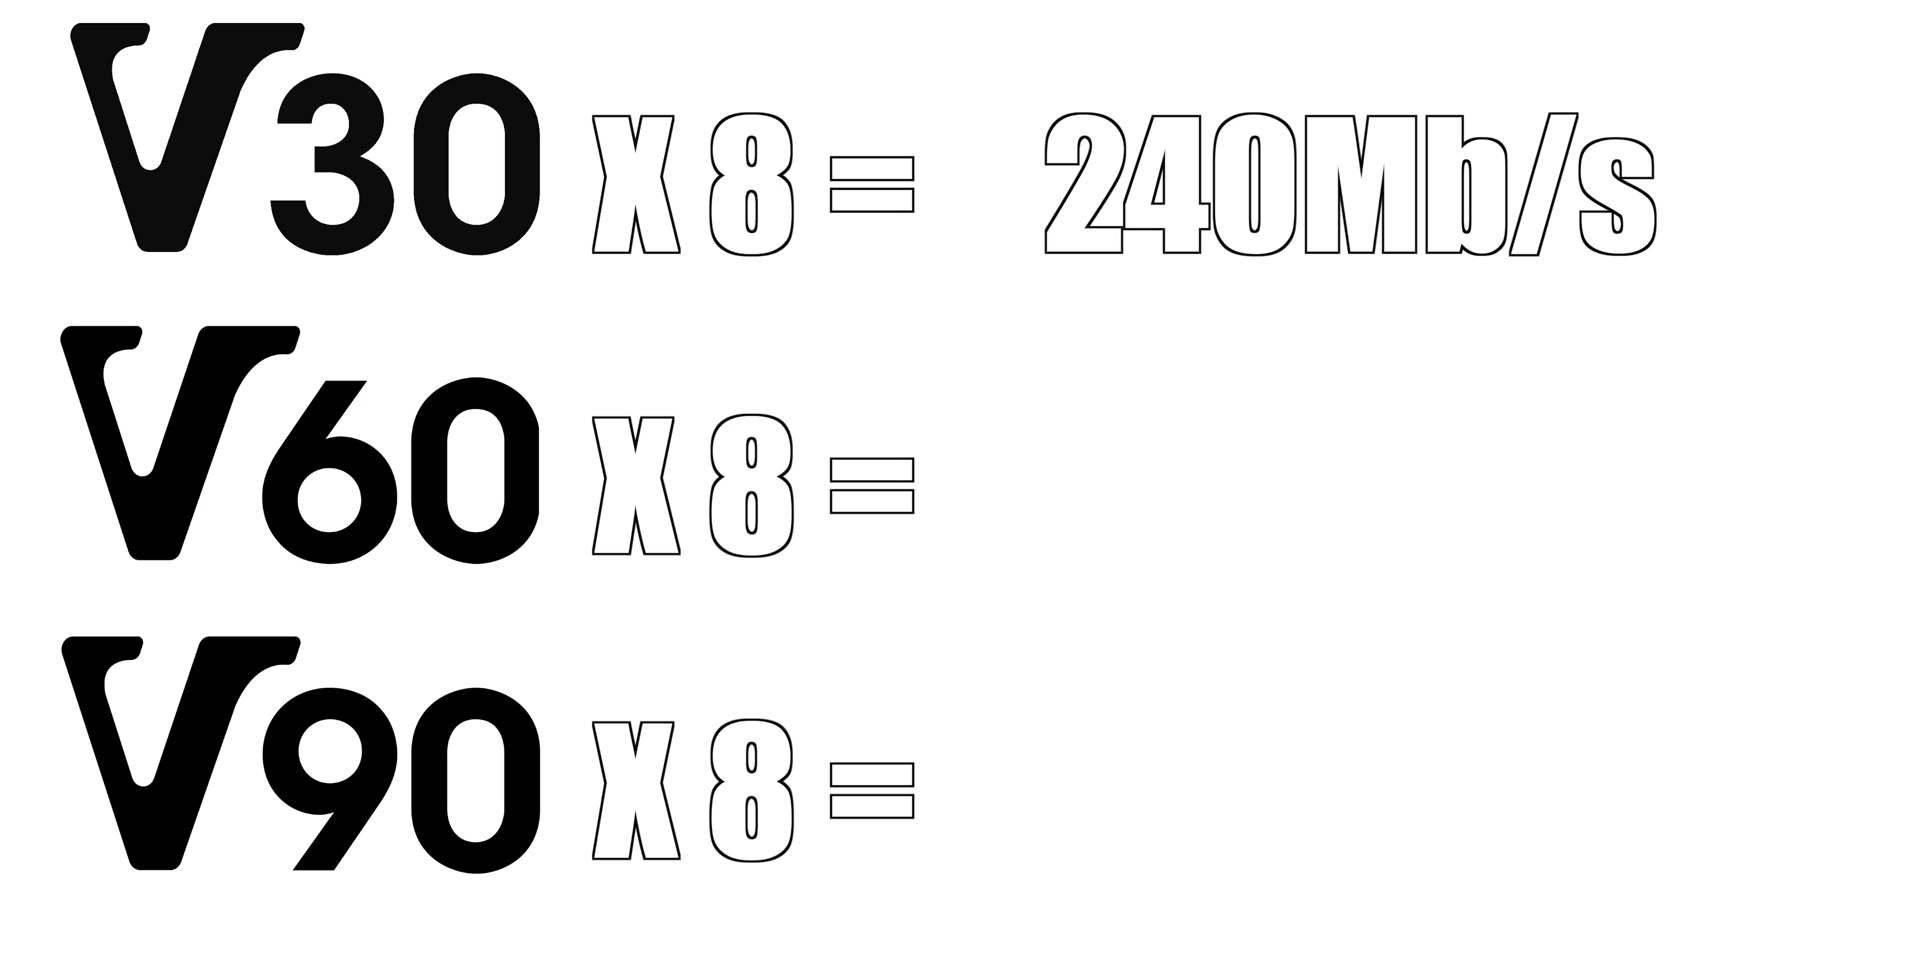 V30 X 8 = 240Mb/s
V60 X 8 =
V90 X 8 =